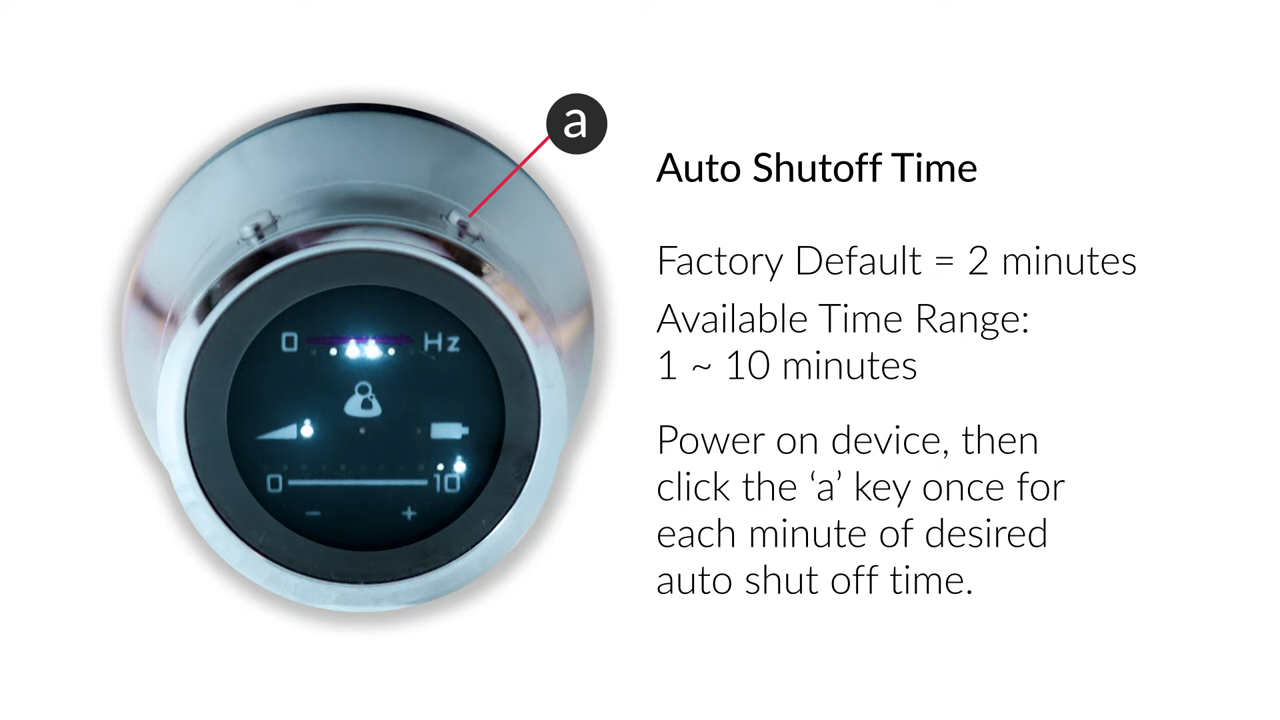 a
Auto Shutoff Time
Factory Default = 2 minutes
Available Time Range:
1 ~ 10 minutes
Power on device, then
click the ‘a’ key once for
each minute of desired
auto shut off time.
0 Hz
0 10
− +